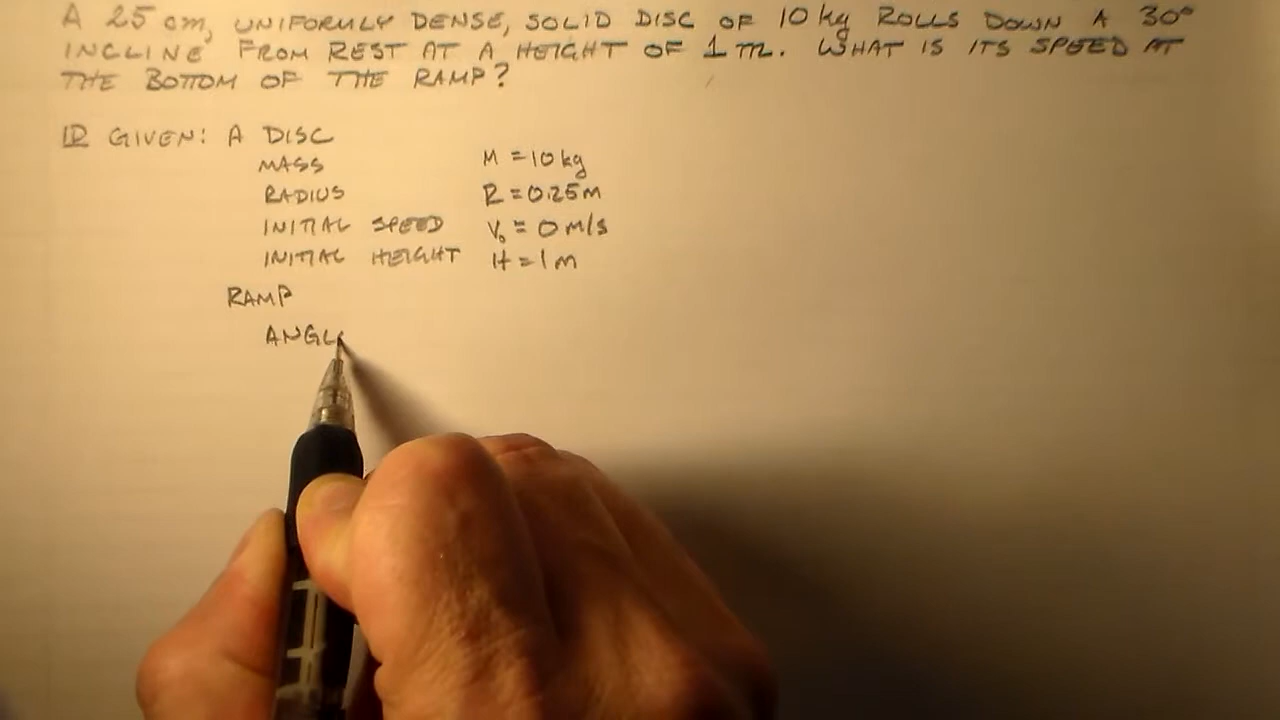 A 25 cm, UNIFORMLY DENSE, SOLID DISC OF 10 kg ROLLS DOWN A 30°
INCLINE FROM REST AT A HEIGHT OF 1 m. WHAT IS ITS SPEED AT
THE BOTTOM OF THE RAMP?
ID GIVEN: A DISC
MASS M = 10 kg
RADIUS R = 0.25 M
INITIAL SPEED V₀ = 0 M/S
INITIAL HEIGHT H = 1 M
RAMP
ANGL